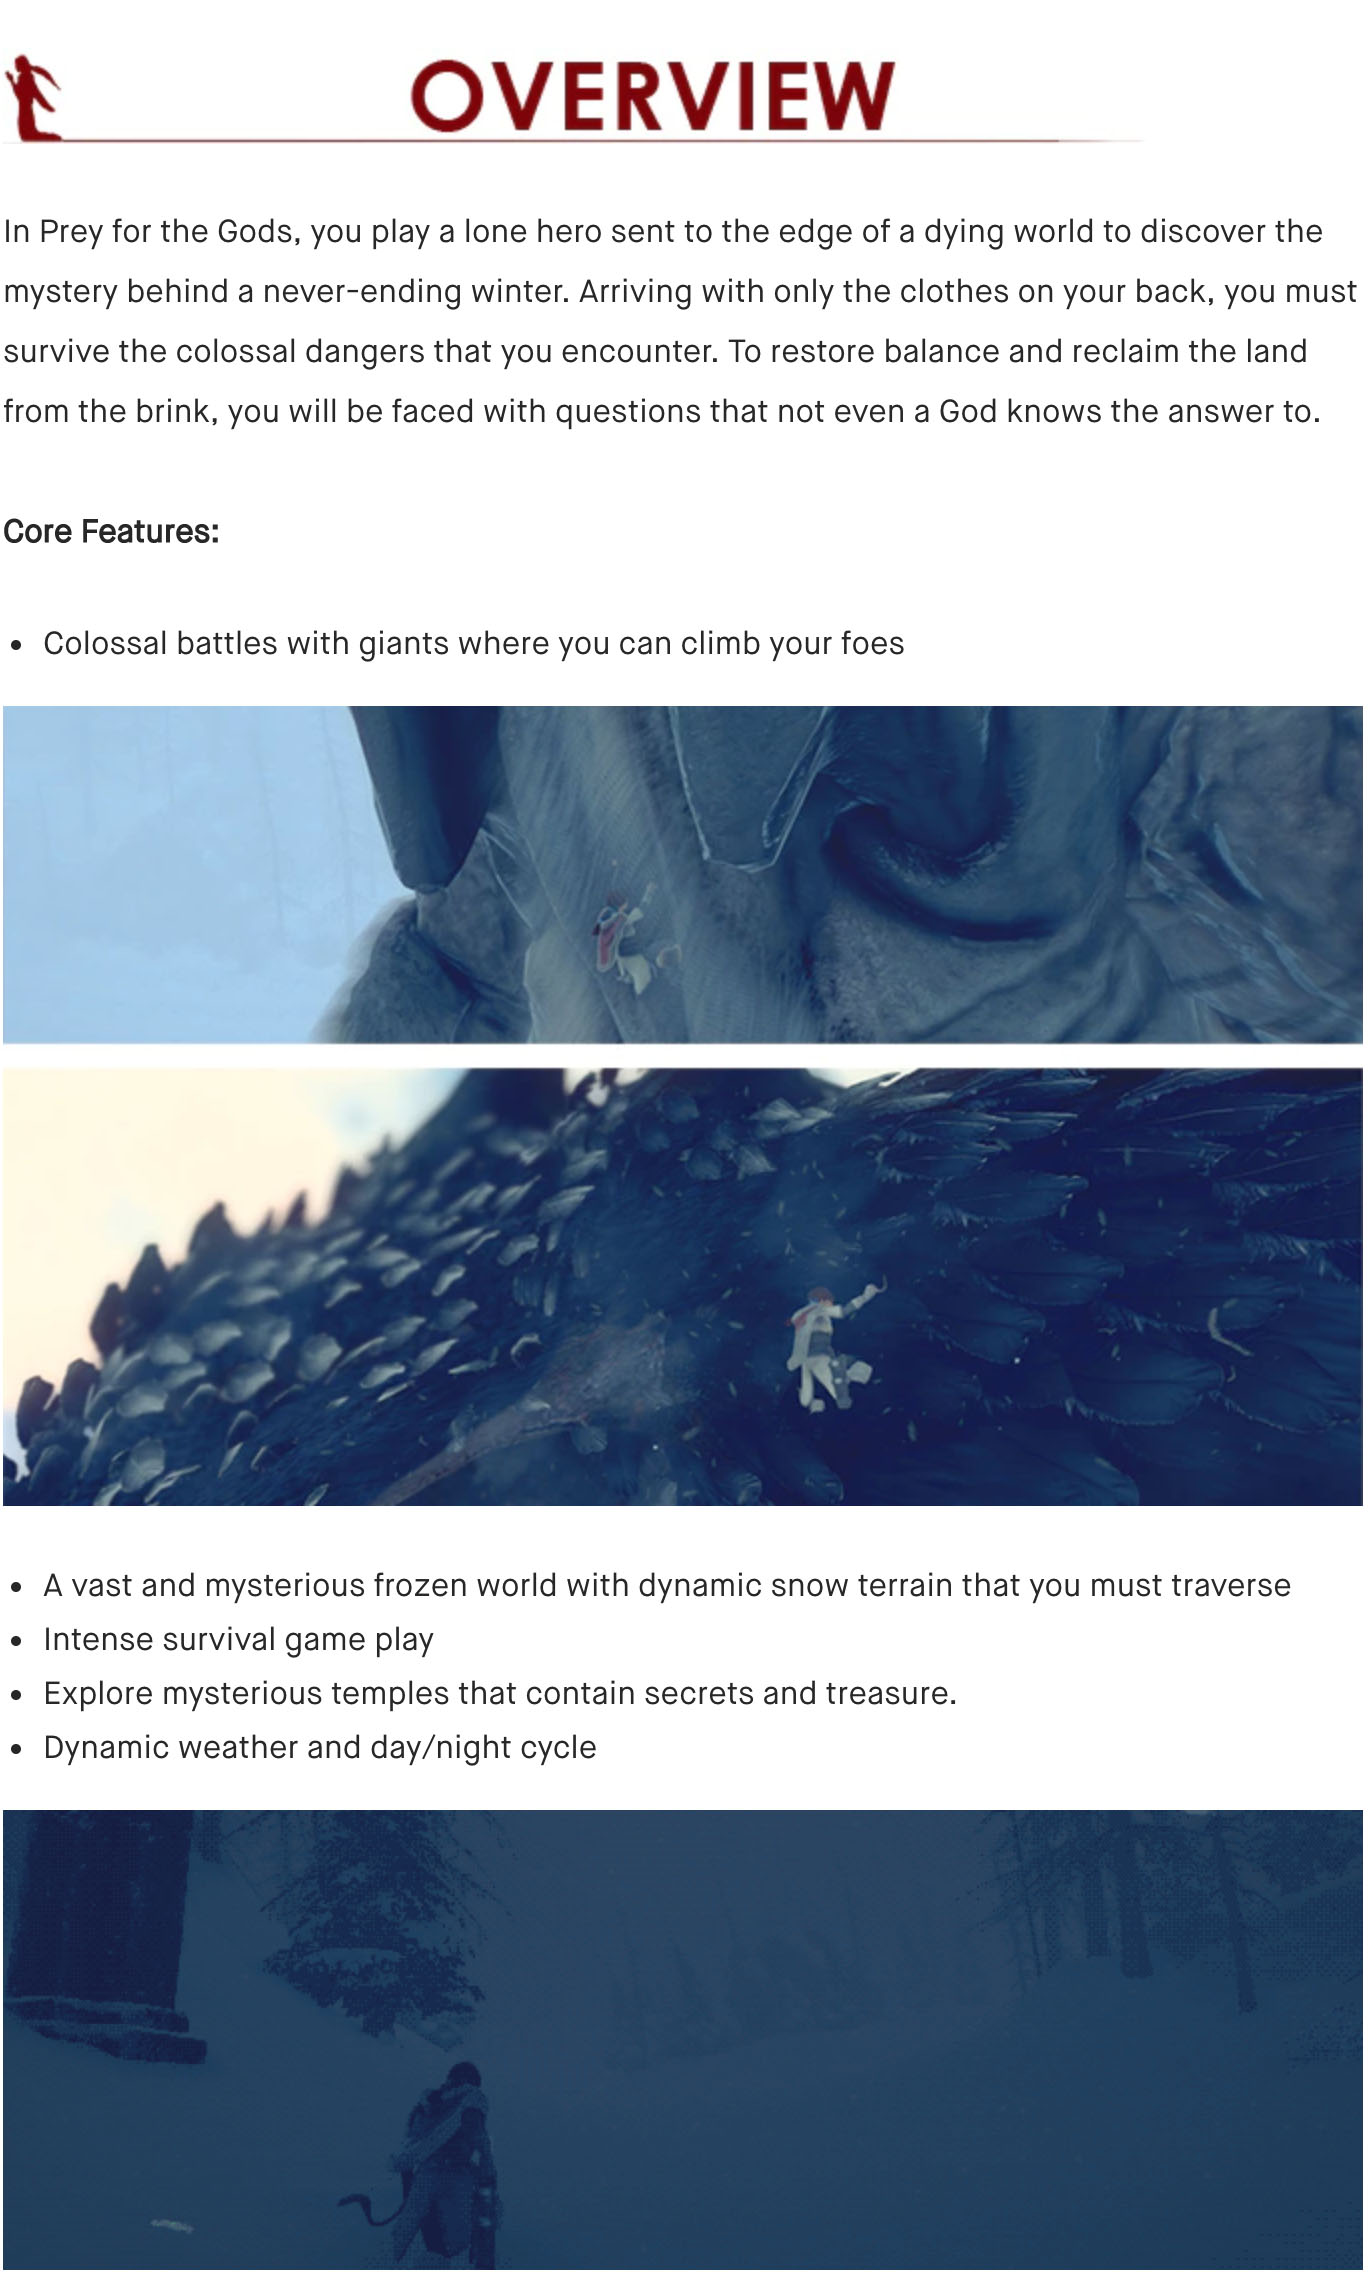 OVERVIEW
In Prey for the Gods, you play a lone hero sent to the edge of a dying world to discover the
mystery behind a never-ending winter. Arriving with only the clothes on your back, you must
survive the colossal dangers that you encounter. To restore balance and reclaim the land
from the brink, you will be faced with questions that not even a God knows the answer to.
Core Features:
• Colossal battles with giants where you can climb your foes
• A vast and mysterious frozen world with dynamic snow terrain that you must traverse
• Intense survival game play
• Explore mysterious temples that contain secrets and treasure.
• Dynamic weather and day/night cycle